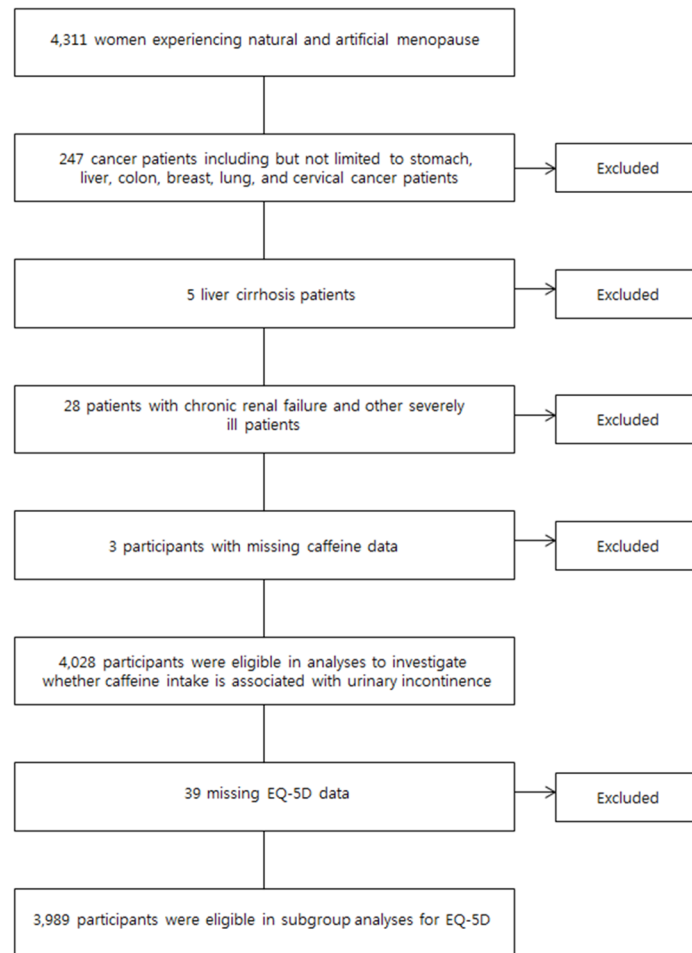 4,311 women experiencing natural and artificial menopause
247 cancer patients including but not limited to stomach,
liver, colon, breast, lung, and cervical cancer patients
Excluded
5 liver cirrhosis patients
Excluded
28 patients with chronic renal failure and other severely
ill patients
Excluded
3 participants with missing caffeine data
Excluded
4,028 participants were eligible in analyses to investigate
whether caffeine intake is associated with urinary incontinence
39 missing EQ-5D data
Excluded
3,989 participants were eligible in subgroup analyses for EQ-5D